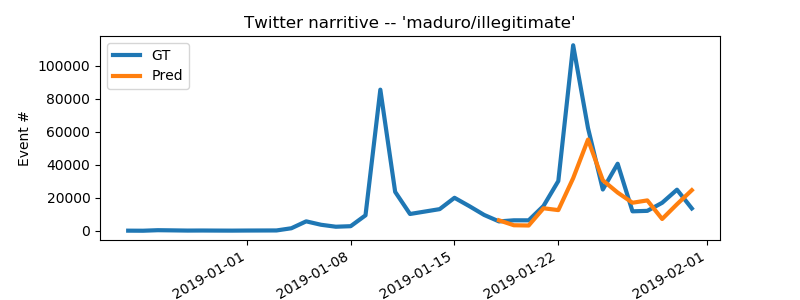 Twitter narritive -- 'maduro/illegitimate'
GT
Pred
Event #
100000
80000
60000
40000
20000
0
2019-01-01
2019-01-08
2019-01-15
2019-01-22
2019-02-01